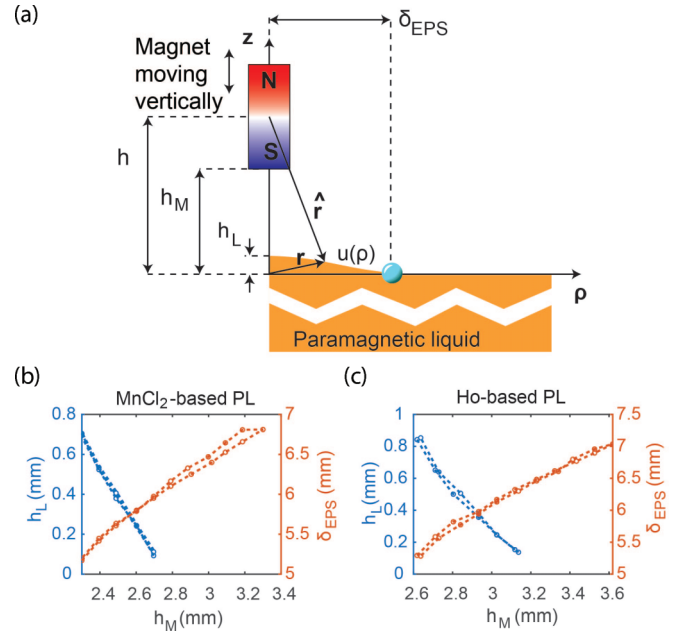 (a)
δEPS
z
Magnet
moving
vertically
N
S
h
hM
r̂
hL
r
u(ρ)
ρ
Paramagnetic liquid
(b)
MnCl2-based PL
0.8
0.6
0.4
0.2
0
hL (mm)
7
6.5
6
5.5
5
δEPS (mm)
2.4 2.6 2.8 3 3.2 3.4
hM (mm)
(c)
Ho-based PL
1
0.8
0.6
0.4
0.2
0
hL (mm)
7.5
7
6.5
6
5.5
5
δEPS (mm)
2.6 2.8 3 3.2 3.4 3.6
hM (mm)